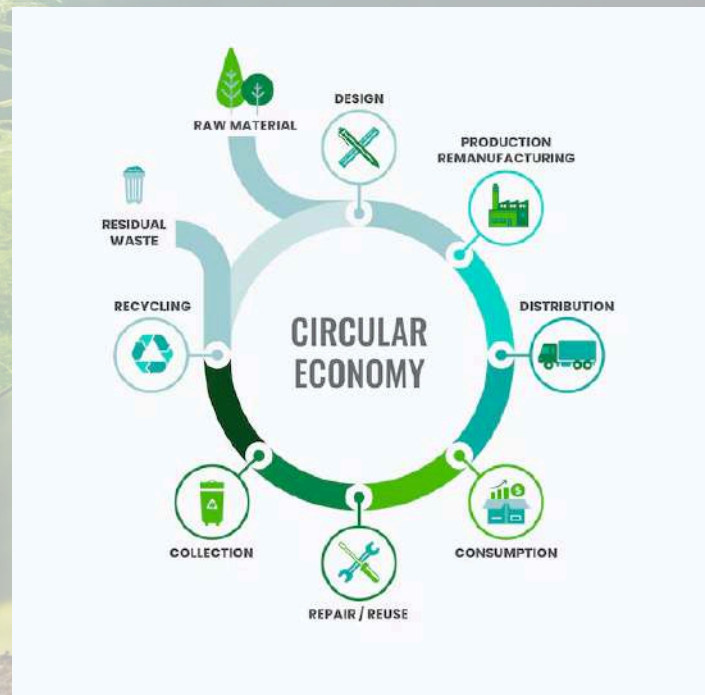 DESIGN
RAW MATERIAL
PRODUCTION
REMANUFACTURING
RESIDUAL
WASTE
RECYCLING
DISTRIBUTION
CIRCULAR
ECONOMY
COLLECTION
CONSUMPTION
REPAIR / REUSE